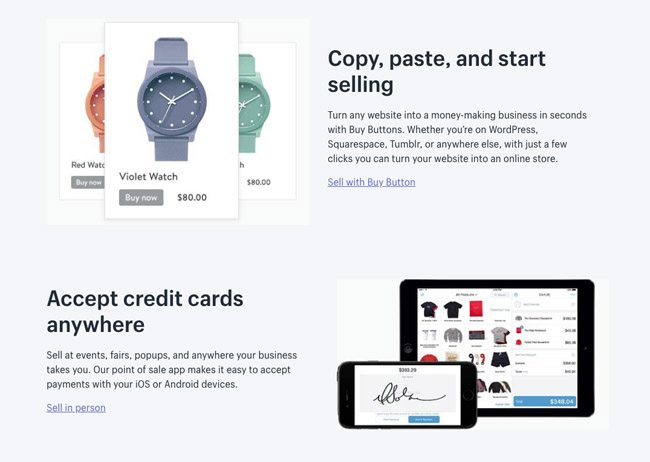 Red Watc
Buy now
Violet Watch
Buy now $80.00
$80.00
Copy, paste, and start
selling
Turn any website into a money-making business in seconds
with Buy Buttons. Whether you're on WordPress,
Squarespace, Tumblr, or anywhere else, with just a few
clicks you can turn your website into an online store.
Sell with Buy Button
Accept credit cards
anywhere
Sell at events, fairs, popups, and anywhere your business
takes you. Our point of sale app makes it easy to accept
payments with your iOS or Android devices.
Sell in person
$392.29
$348.04